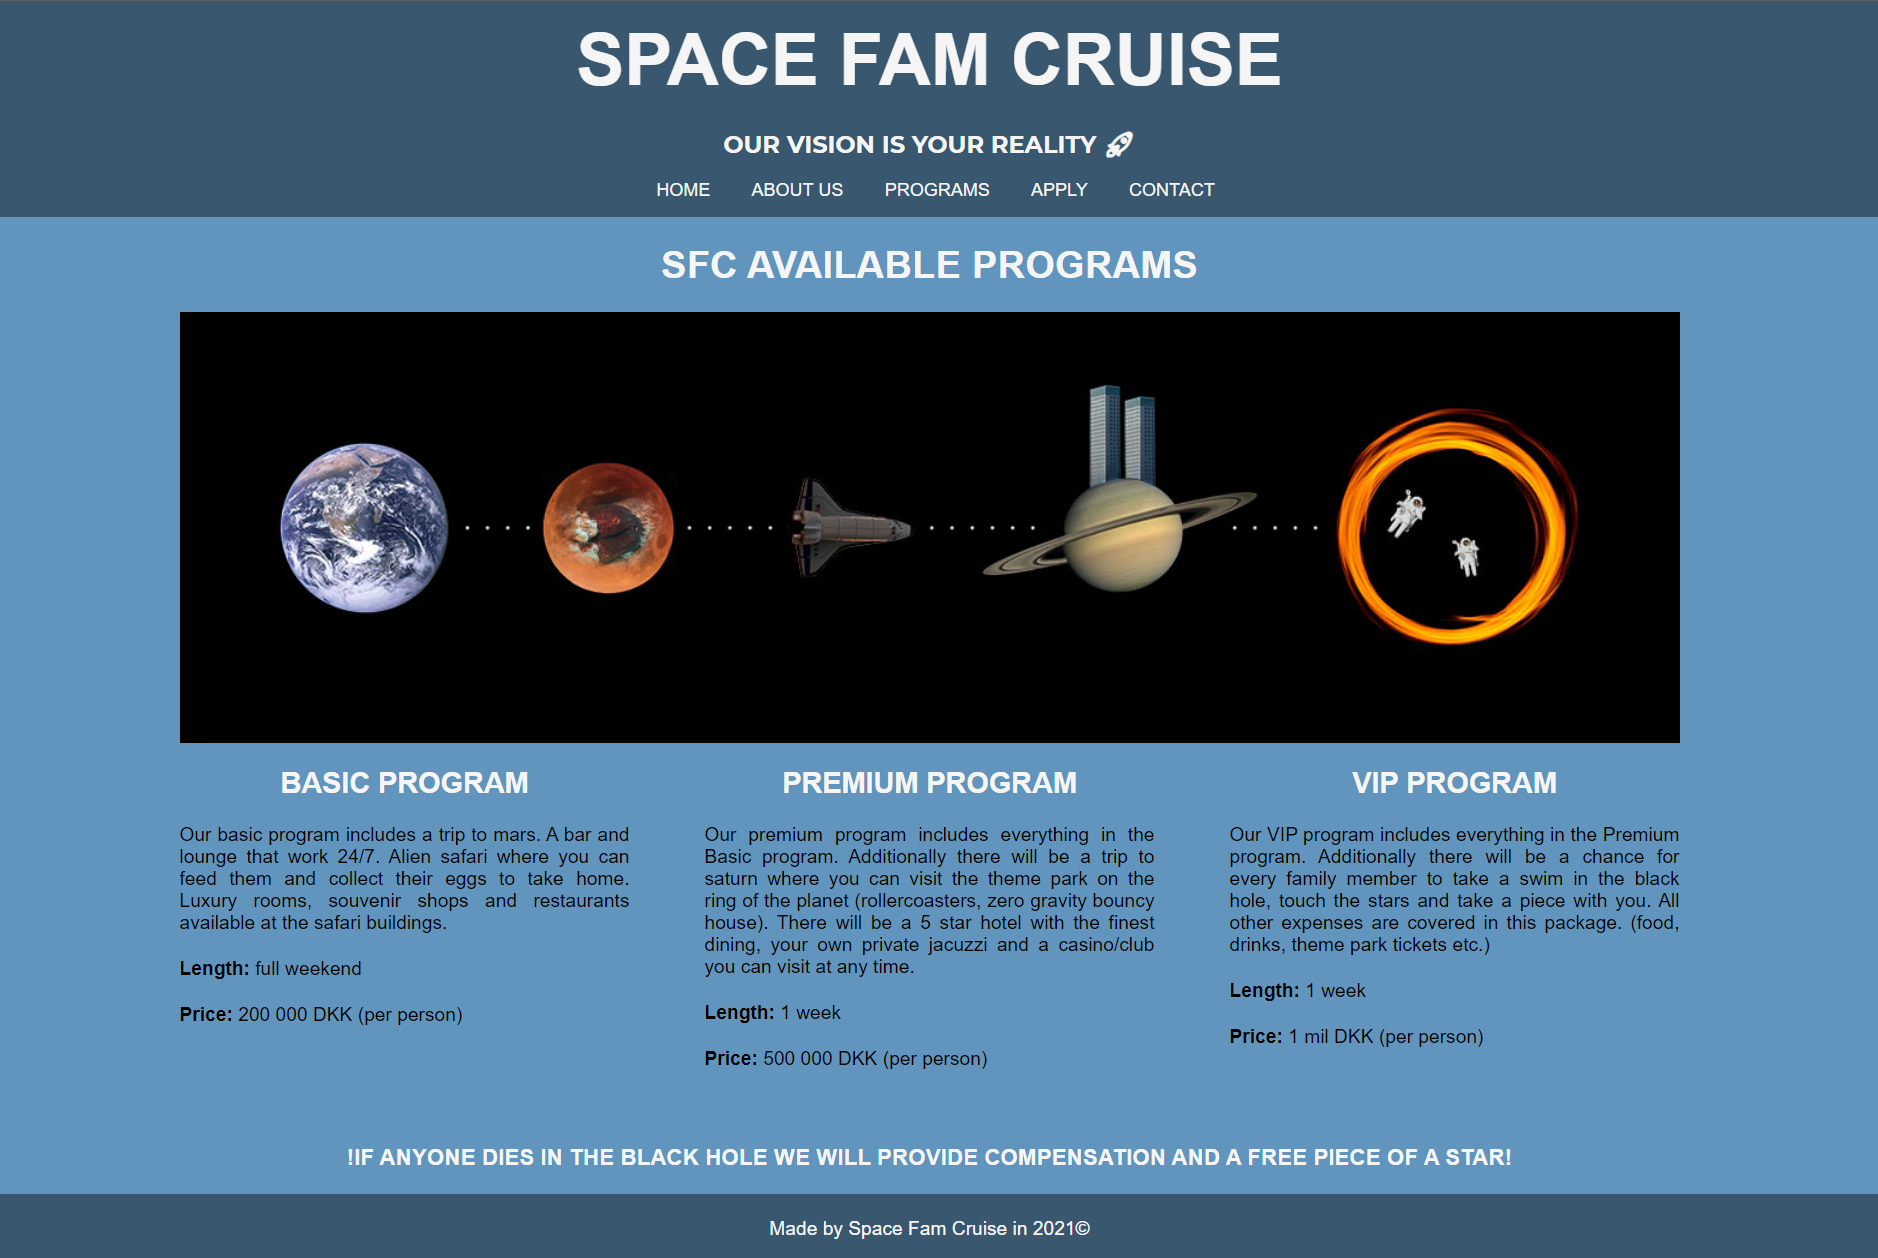 SPACE FAM CRUISE
OUR VISION IS YOUR REALITY
HOME ABOUT US PROGRAMS APPLY CONTACT
SFC AVAILABLE PROGRAMS
BASIC PROGRAM
Our basic program includes a trip to mars. A bar and
lounge that work 24/7. Alien safari where you can
feed them and collect their eggs to take home.
Luxury rooms, souvenir shops and restaurants
available at the safari buildings.
Length: full weekend
Price: 200 000 DKK (per person)
PREMIUM PROGRAM
Our premium program includes everything in the
Basic program. Additionally there will be a trip to
saturn where you can visit the theme park on the
ring of the planet (rollercoasters, zero gravity bouncy
house). There will be a 5 star hotel with the finest
dining, your own private jacuzzi and a casino/club
you can visit at any time.
Length: 1 week
Price: 500 000 DKK (per person)
VIP PROGRAM
Our VIP program includes everything in the Premium
program. Additionally there will be a chance for
every family member to take a swim in the black
hole, touch the stars and take a piece with you. All
other expenses are covered in this package. (food,
drinks, theme park tickets etc.)
Length: 1 week
Price: 1 mil DKK (per person)
!IF ANYONE DIES IN THE BLACK HOLE WE WILL PROVIDE COMPENSATION AND A FREE PIECE OF A STAR!
Made by Space Fam Cruise in 2021©